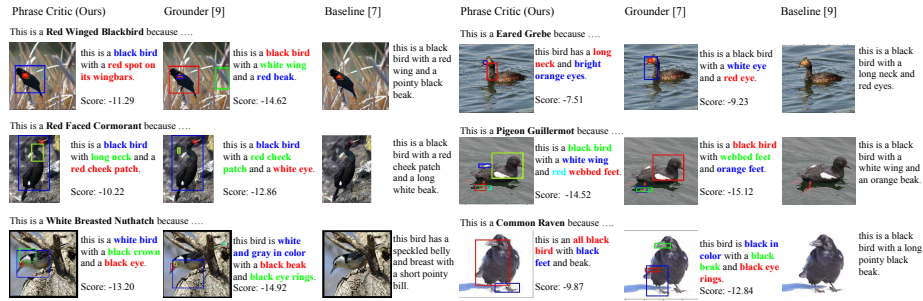 Phrase Critic (Ours) Grounder [9] Baseline [7]
This is a Red Winged Blackbird because ….
this is a black bird
with a red spot on
its wingbars.
Score: -11.29
this is a black bird
with a white wing
and a red beak.
Score: -14.62
this is a black
bird with a red
wing and a
pointy black
beak.
This is a Red Faced Cormorant because ….
this is a black bird
with long neck and a
red cheek patch.
Score: -10.22
this is a black bird
with a red cheek
patch and a white eye.
Score: -12.86
this is a black
bird with a red
cheek patch
and a long
white beak.
This is a White Breasted Nuthatch because ….
this is a white bird
with a black crown
and a black eye.
Score: -13.20
this bird is white
and gray in color
with a black beak
and black eye rings.
Score: -14.92
this bird has a
speckled belly
and breast with
a short pointy
bill.
Phrase Critic (Ours) Grounder [7] Baseline [9]
This is a Eared Grebe because ….
this bird has a long
neck and bright
orange eyes.
Score: -7.51
this is a black bird
with a white eye
and a red eye.
Score: -9.23
this is a black
bird with a
long neck and
red eyes.
This is a Pigeon Guillermot because ….
this is a black bird
with a white wing
and red webbed feet.
Score: -14.52
this is a black bird
with webbed feet
and orange feet.
Score: -15.12
this is a black
bird with a
white wing and
an orange beak.
This is a Common Raven because ….
this is an all black
bird with black
feet and beak.
Score: -9.87
this bird is black in
color with a black
beak and black eye
rings.
Score: -12.84
this is a black
bird with a long
pointy black
beak.